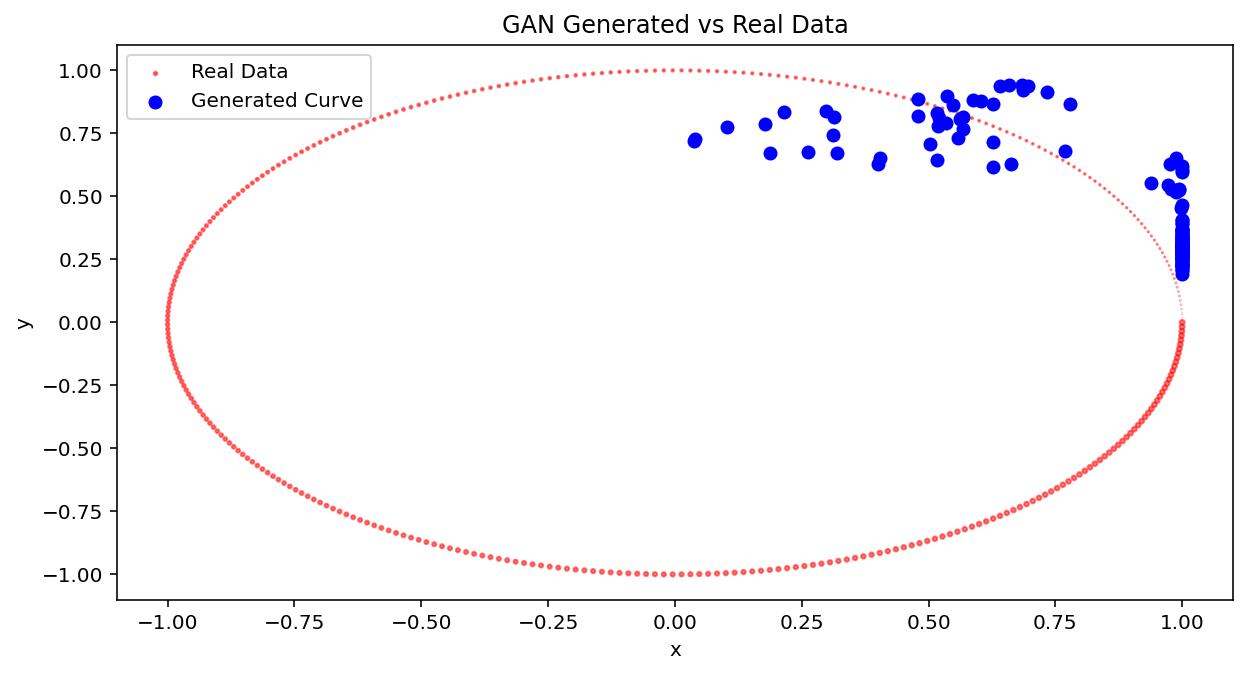 GAN Generated vs Real Data
Real Data
Generated Curve
1.00
0.75
0.50
0.25
0.00
−0.25
−0.50
−0.75
−1.00
y
−1.00 −0.75 −0.50 −0.25 0.00 0.25 0.50 0.75 1.00
x